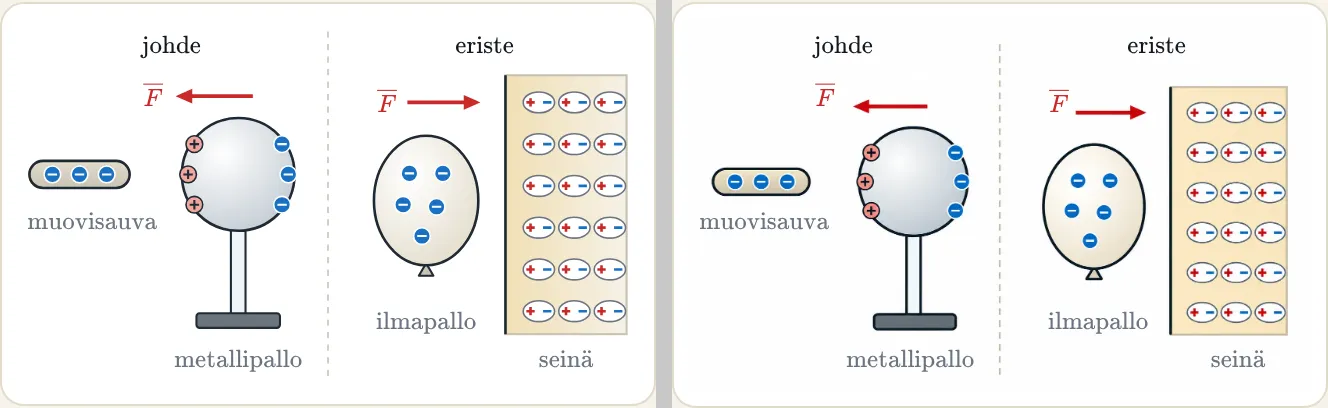 johde
eriste
F
F
muovisauva
ilmapallo
metallipallo
seinä
johde
eriste
F
F
muovisauva
ilmapallo
metallipallo
seinä